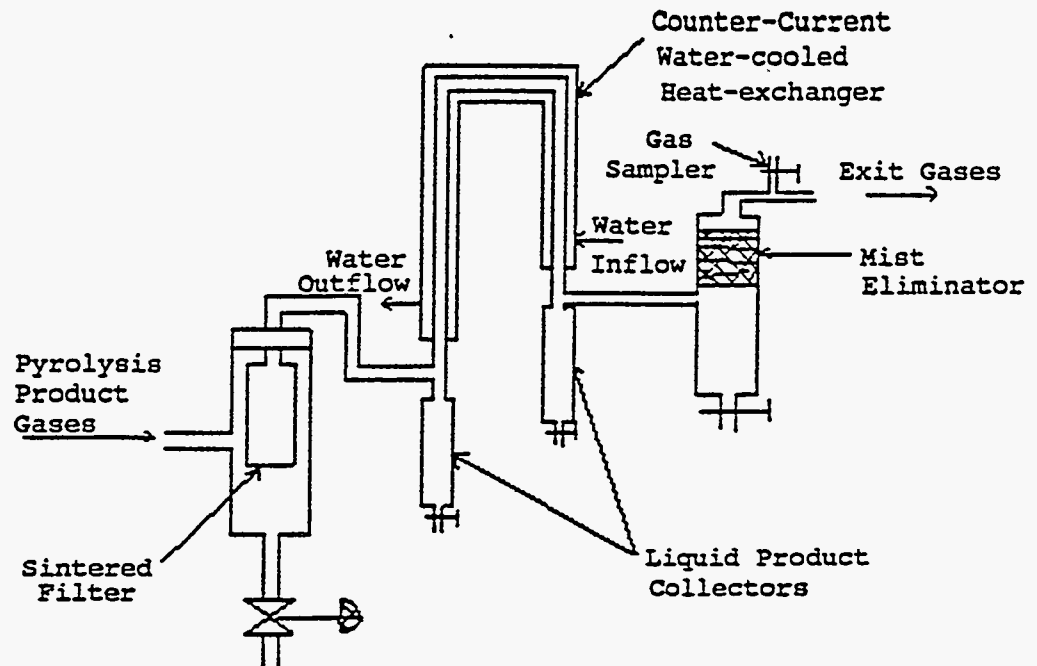 Counter-Current
Water-cooled
Heat-exchanger
Gas
Sampler
Exit Gases
Water
Inflow
Mist
Eliminator
Water
Outflow
Pyrolysis
Product
Gases
Sintered
Filter
Liquid Product
Collectors